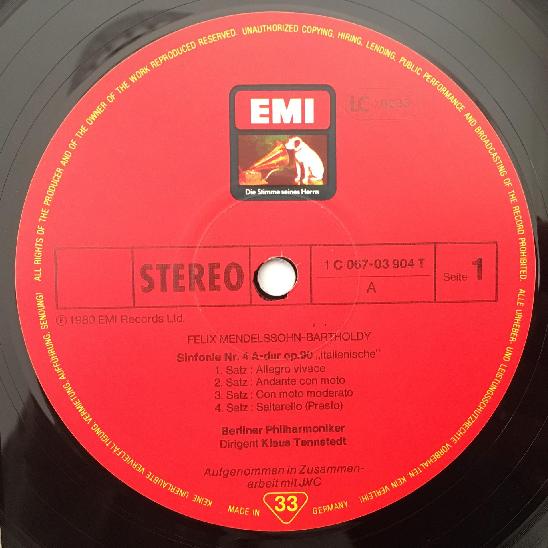 ALL RIGHTS OF THE PRODUCER AND OF THE OWNER OF THE WORK REPRODUCED RESERVED. UNAUTHORIZED COPYING, HIRING, LENDING, PUBLIC PERFORMANCE AND BROADCASTING OF THE RECORD PROHIBITED.
ALLE URHEBER- UND LEISTUNGSSCHUTZRECHTE VORBEHALTEN. KEIN VERLEIH! KEINE UNERLAUBTE VERVIELFÄLTIGUNG, VERMIETUNG, AUFFÜHRUNG, SENDUNG!
EMI
LC
Die Stimme seines Herrn
STEREO
1 C 067-03 904 T
A
Seite 1
℗ 1980 EMI Records Ltd.
FELIX MENDELSSOHN-BARTHOLDY
Sinfonie Nr. 4 A-dur op.90 „Italienische"
1. Satz : Allegro vivace
2. Satz : Andante con moto
3. Satz : Con moto moderato
4. Satz : Saltarello (Presto)
Berliner Philharmoniker
Dirigent Klaus Tennstedt
Aufgenommen in Zusammen-
arbeit mit JVC
MADE IN 33 GERMANY